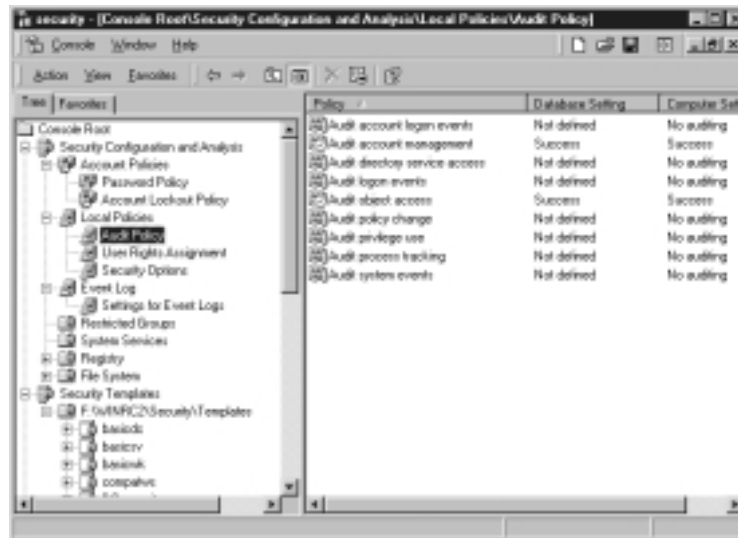 security - [Console Root\Security Configuration and Analysis\Local Policies\Audit Policy]
Console Window Help
Action View Favorites
Tree Favorites
Console Root
Security Configuration and Analysis
Account Policies
Password Policy
Account Lockout Policy
Local Policies
Audit Policy
User Rights Assignment
Security Options
Event Log
Settings for Event Logs
Restricted Groups
System Services
Registry
File System
Security Templates
F:\WINRC2\Security\Templates
basicdc
basicsv
basicwk
compatws
Policy Database Setting Computer Set
Audit account logon events Not defined No auditing
Audit account management Success Success
Audit directory service access Not defined No auditing
Audit logon events Not defined No auditing
Audit object access Success Success
Audit policy change Not defined No auditing
Audit privilege use Not defined No auditing
Audit process tracking Not defined No auditing
Audit system events Not defined No auditing